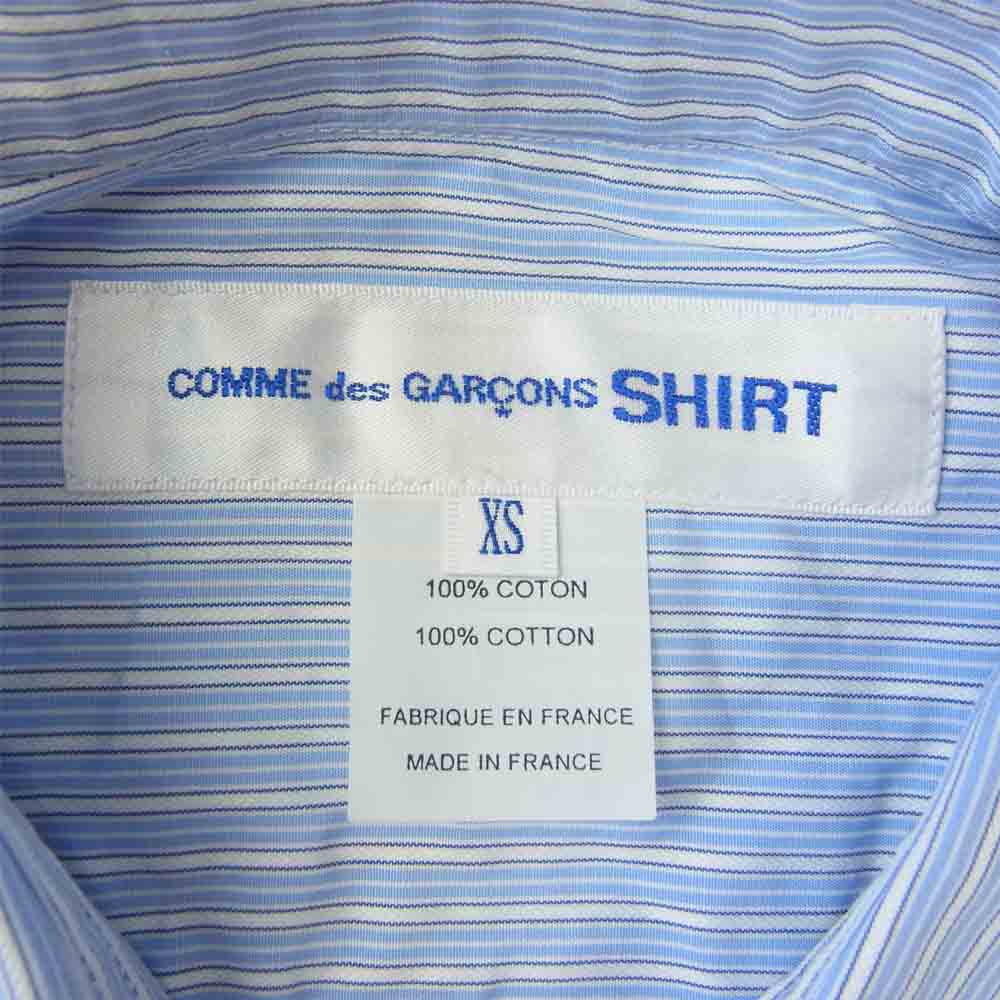 COMME des GARÇONS SHIRT
XS
100% COTON
100% COTTON
FABRIQUE EN FRANCE
MADE IN FRANCE